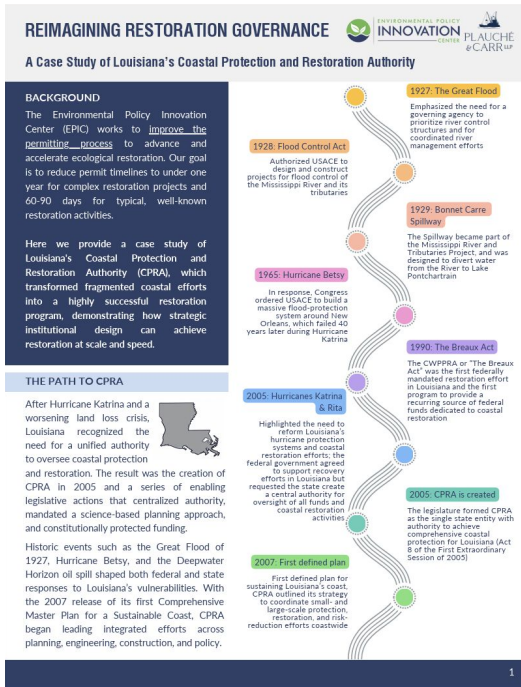 REIMAGINING RESTORATION GOVERNANCE
ENVIRONMENTAL POLICY
INNOVATION
CENTER
PLAUCHÉ
& CARR LLP
A Case Study of Louisiana's Coastal Protection and Restoration Authority
BACKGROUND
The Environmental Policy Innovation
Center (EPIC) works to improve the
permitting process to advance and
accelerate ecological restoration. Our goal
is to reduce permit timelines to under one
year for complex restoration projects and
60-90 days for typical, well-known
restoration activities.
Here we provide a case study of
Louisiana's Coastal Protection and
Restoration Authority (CPRA), which
transformed fragmented coastal efforts
into a highly successful restoration
program, demonstrating how strategic
institutional design can achieve
restoration at scale and speed.
THE PATH TO CPRA
After Hurricane Katrina and a
worsening land loss crisis,
Louisiana recognized the
need for a unified authority
to oversee coastal protection
and restoration. The result was the creation of
CPRA in 2005 and a series of enabling
legislative actions that centralized authority,
mandated a science-based planning approach,
and constitutionally protected funding.
Historic events such as the Great Flood of
1927, Hurricane Betsy, and the Deepwater
Horizon oil spill shaped both federal and state
responses to Louisiana's vulnerabilities. With
the 2007 release of its first Comprehensive
Master Plan for a Sustainable Coast, CPRA
began leading integrated efforts across
planning, engineering, construction, and policy.
1927: The Great Flood
Emphasized the need for a
governing agency to
prioritize river control
structures and for
coordinated river
management efforts
1928: Flood Control Act
Authorized USACE to
design and construct
projects for flood control of
the Mississippi River and its
tributaries
1929: Bonnet Carre
Spillway
The Spillway became part of
the Mississippi River and
Tributaries Project, and was
designed to divert water
from the River to Lake
Pontchartrain
1965: Hurricane Betsy
In response, Congress
ordered USACE to build a
massive flood-protection
system around New
Orleans, which failed 40
years later during Hurricane
Katrina
1990: The Breaux Act
The CWPPRA or "The Breaux
Act" was the first federally
mandated restoration effort
in Louisiana and the first
program to provide a
recurring source of federal
funds dedicated to coastal
restoration
2005: Hurricanes Katrina
& Rita
Highlighted the need to
reform Louisiana's
hurricane protection
systems and coastal
restoration efforts; the
federal government agreed
to support recovery
efforts in Louisiana but
requested the state create
a central authority for
oversight of all funds and
coastal restoration
activities
2005: CPRA is created
The legislature formed CPRA
as the single state entity with
authority to achieve
comprehensive coastal
protection for Louisiana (Act
8 of the First Extraordinary
Session of 2005)
2007: First defined plan
First defined plan for
sustaining Louisiana's coast,
CPRA outlined its strategy
to coordinate small- and
large-scale protection,
restoration, and risk-
reduction efforts coastwide
1